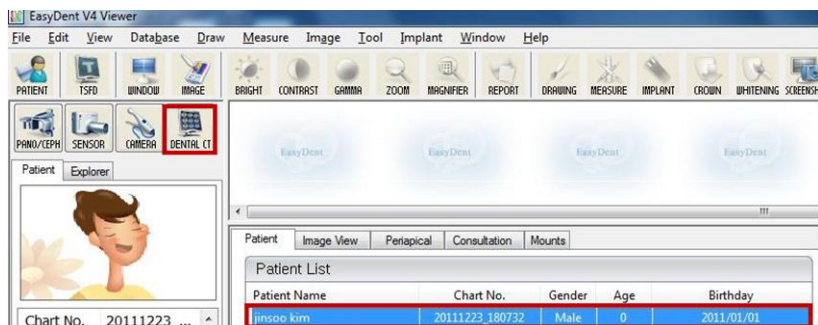 EasyDent V4 Viewer
File Edit View Database Draw Measure Image Tool Implant Window Help
PATIENT TSFD WINDOW IMAGE BRIGHT CONTRAST GAMMA ZOOM MAGNIFIER REPORT DRAWING MEASURE IMPLANT CROWN WHITENING SCREENSH
PANO/CEPH SENSOR CAMERA DENTAL CT
EasyDent EasyDent EasyDent EasyDent
Patient Explorer
Patient Image View Periapical Consultation Mounts
Patient List
Patient Name Chart No. Gender Age Birthday
jinsoo kim 20111223_180732 Male 0 2011/01/01
Chart No. 20111223 ...